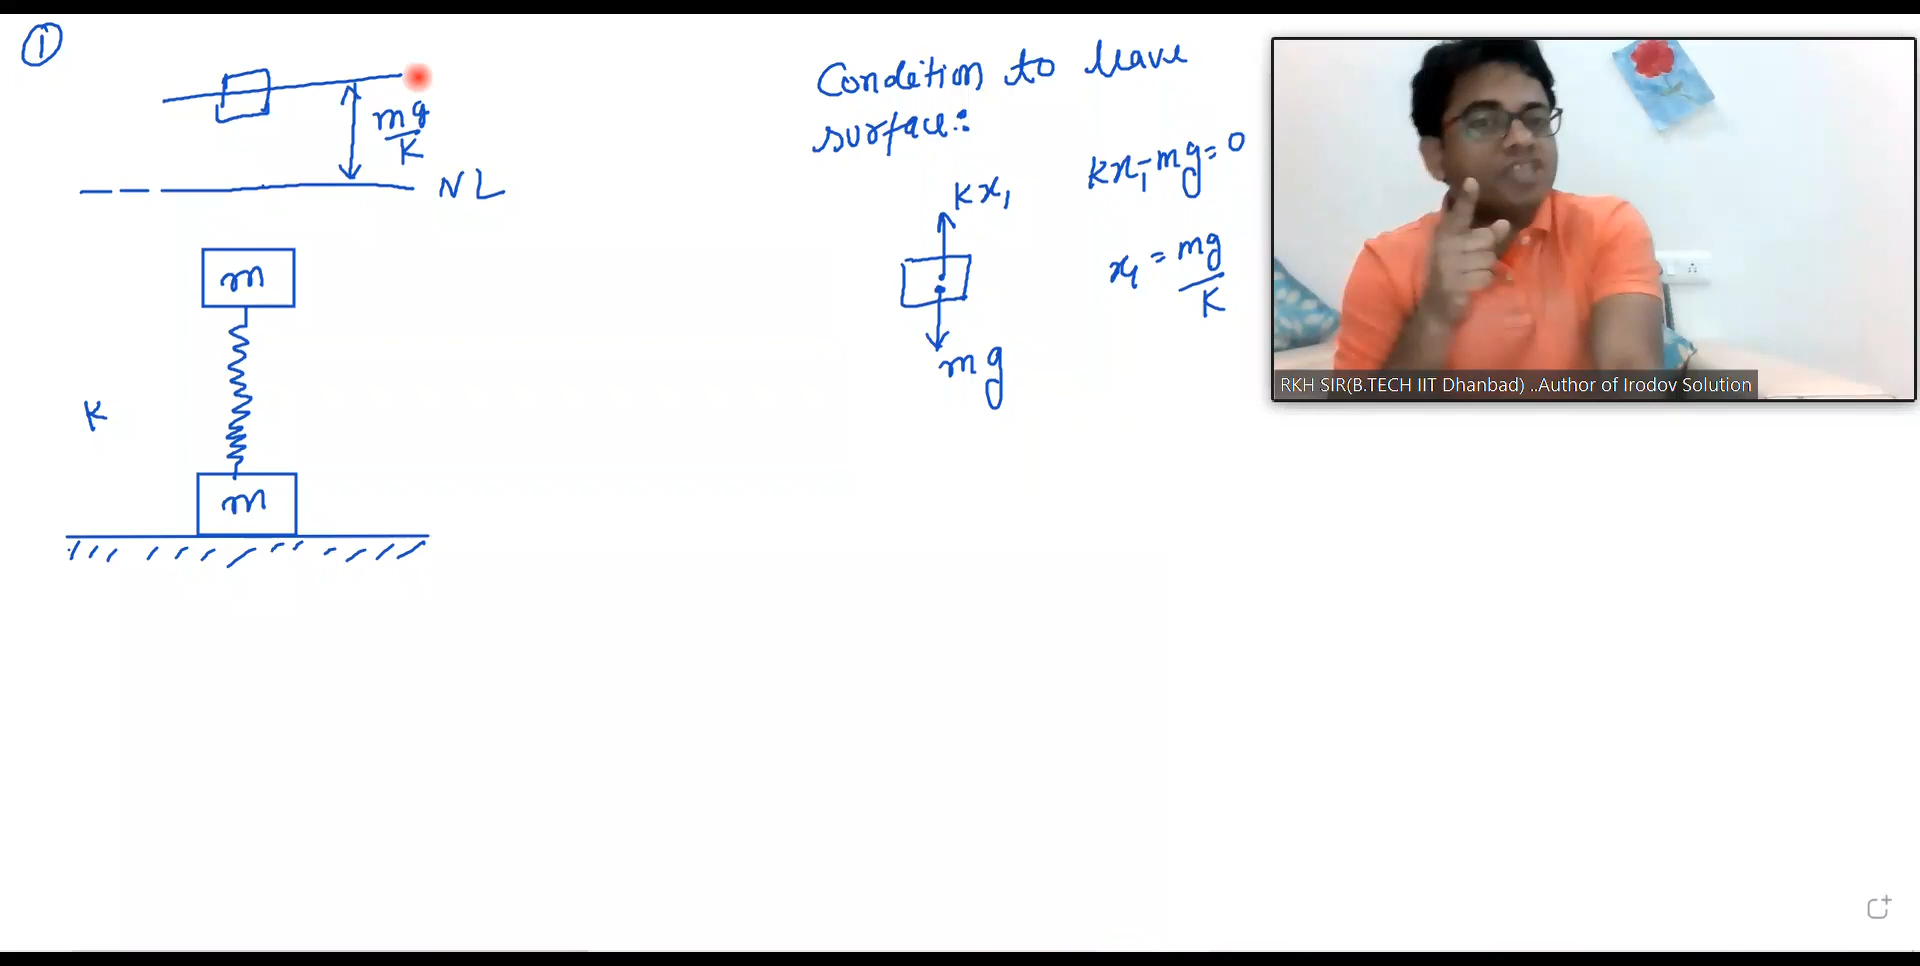 ①
mg
K
NL
m
K
m
Condition to leave
surface:
Kx₁
mg
Kx₁-mg=0
x₁ = mg
K
RKH SIR(B.TECH IIT Dhanbad) ..Author of Irodov Solution